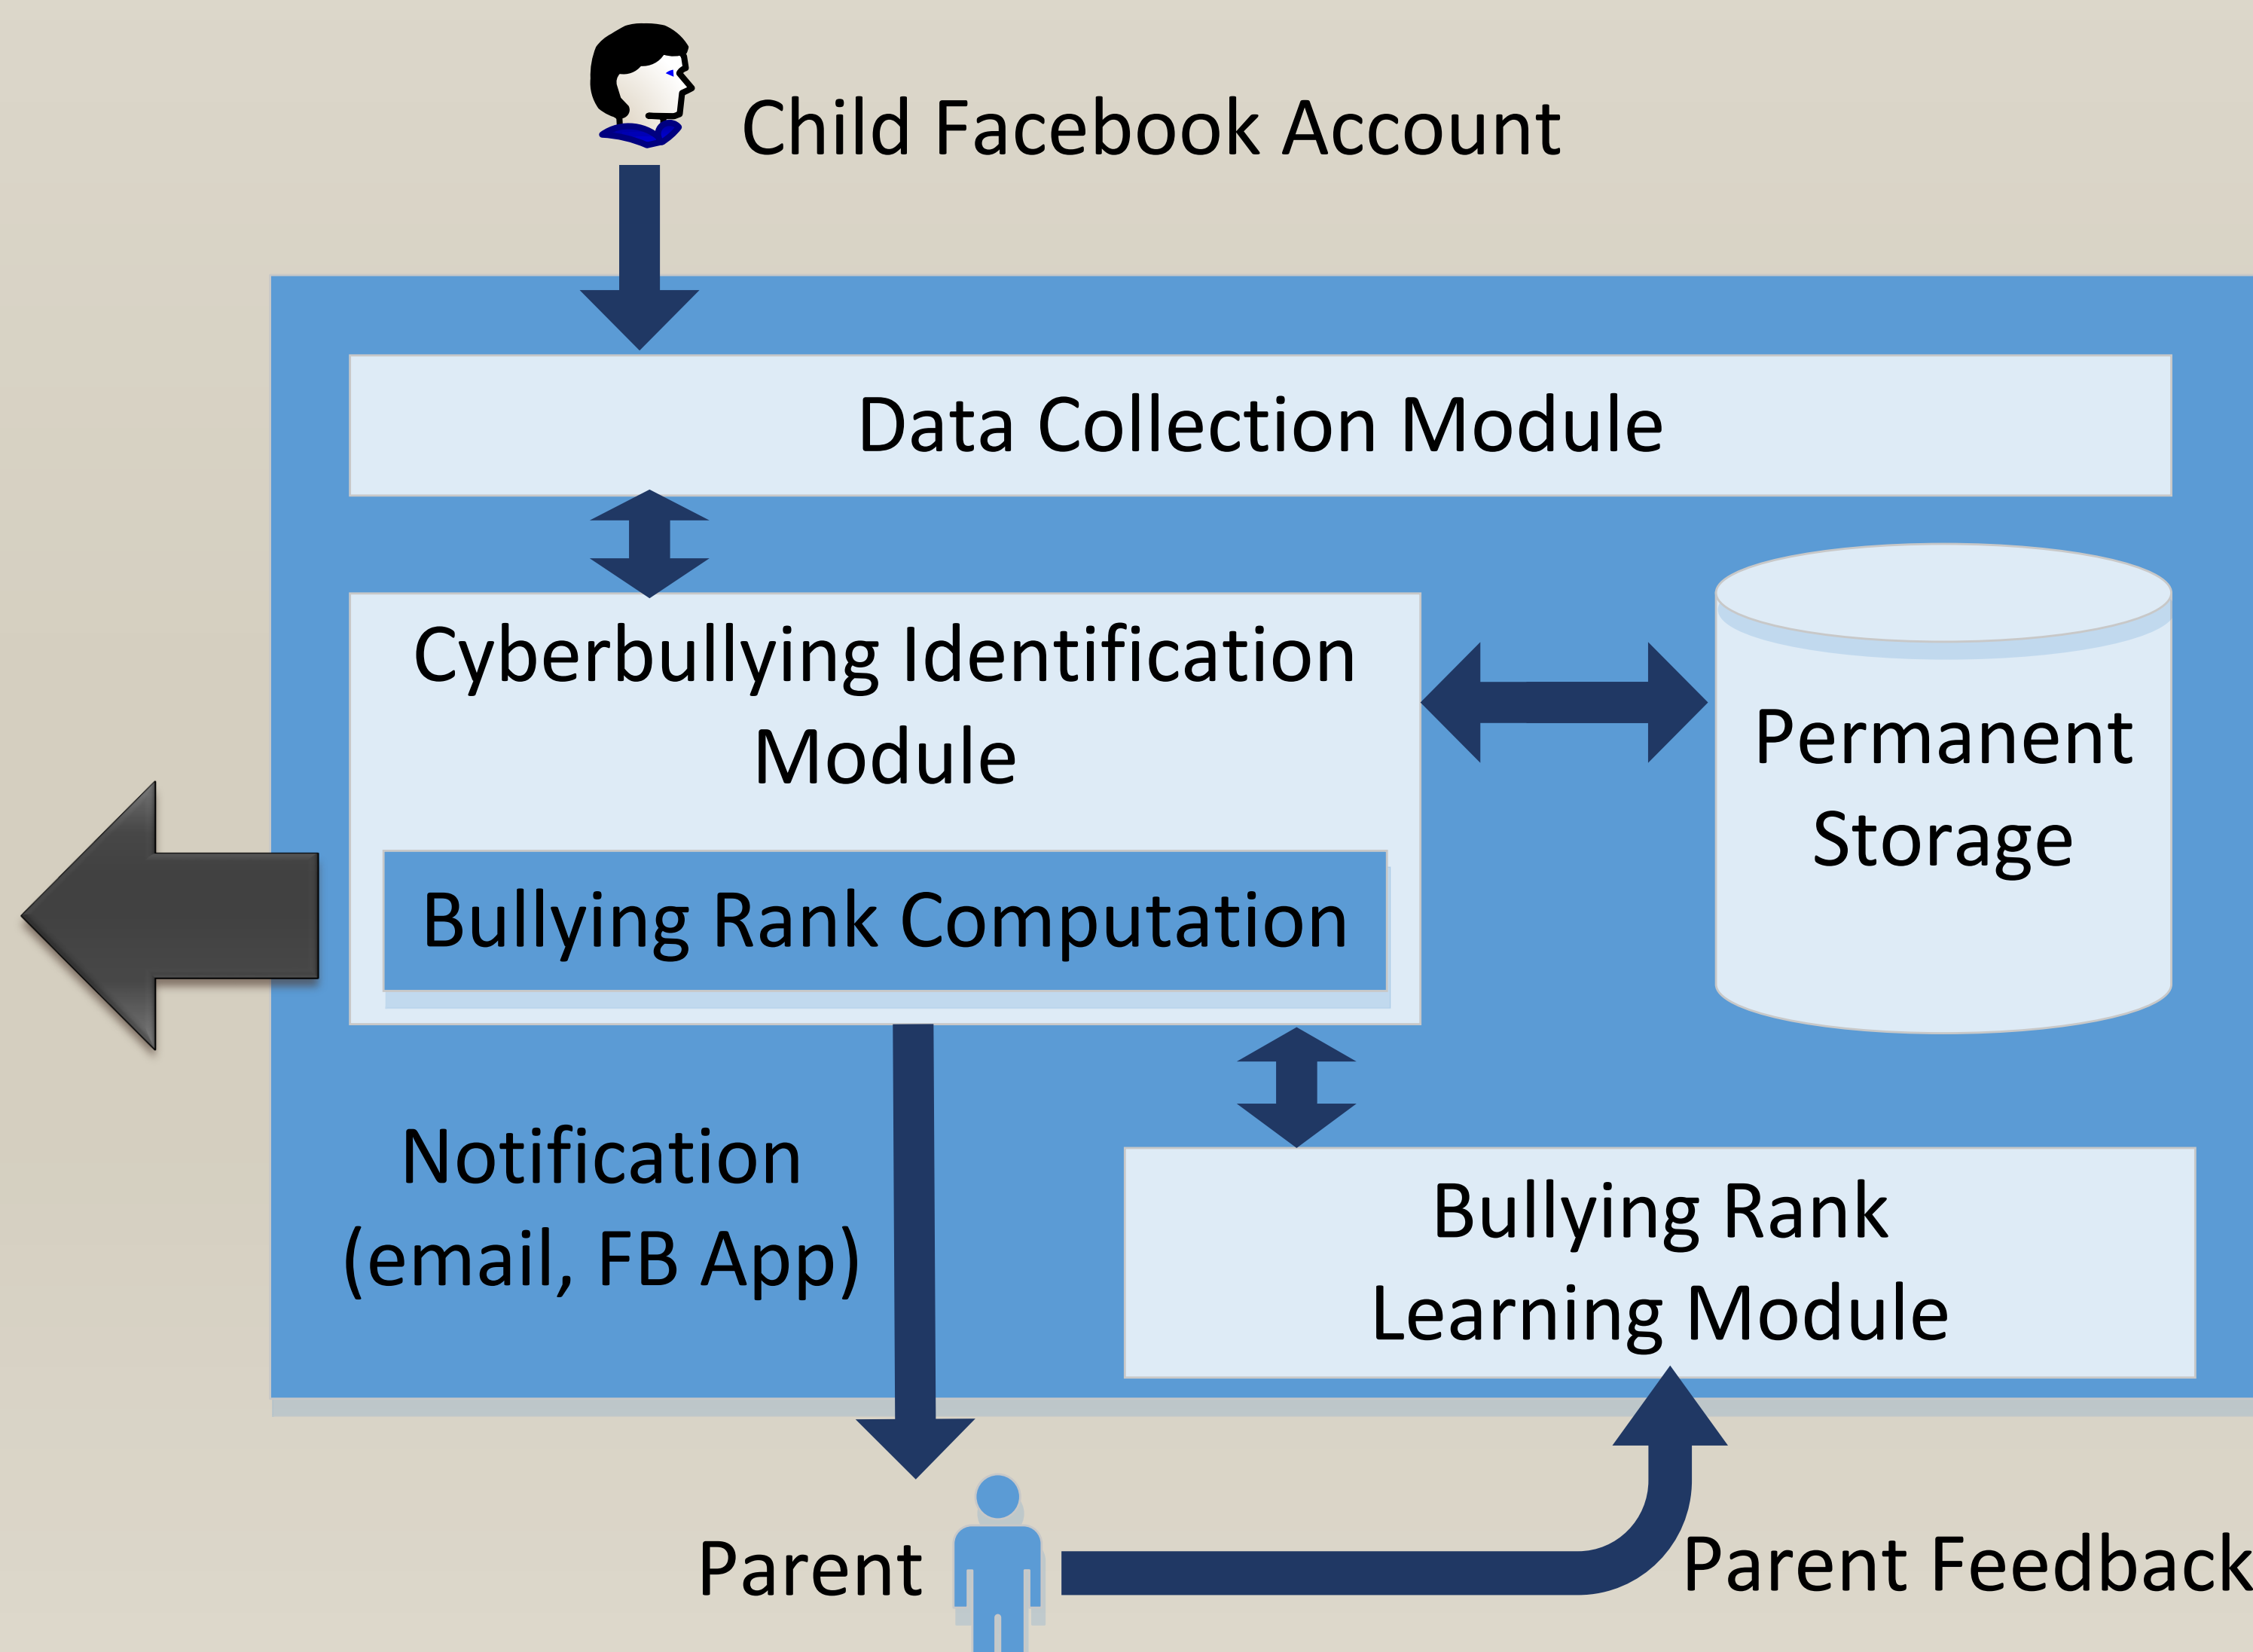 Child Facebook Account
Data Collection Module
Cyberbullying Identification
Module
Permanent
Storage
Bullying Rank Computation
Notification
(email, FB App)
Bullying Rank
Learning Module
Parent
Parent Feedback